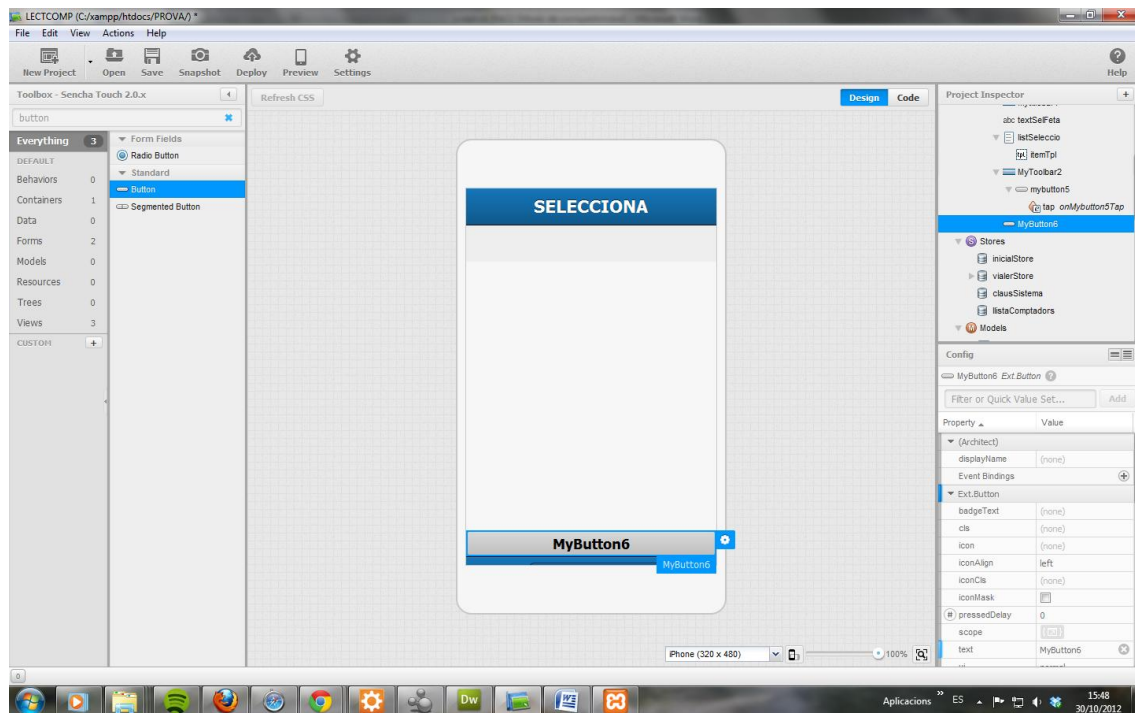 LECTCOMP (C:/xampp/htdocs/PROVA/) *
File Edit View Actions Help
New Project Open Save Snapshot Deploy Preview Settings Help
Toolbox - Sencha Touch 2.0.x
button
Everything 3
DEFAULT
Behaviors 0
Containers 1
Data 0
Forms 2
Models 0
Resources 0
Trees 0
Views 3
CUSTOM
Form Fields
Radio Button
Standard
Button
Segmented Button
Refresh CSS
Design Code
SELECCIONA
MyButton6
MyButton6
iPhone (320 x 480)
3
100%
Project Inspector
abc textSelFeta
listSeleccio
tpl itemTpl
MyToolbar2
mybutton5
tap onMybutton5Tap
MyButton6
S Stores
inicialStore
vialerStore
clausSistema
llistaComptadors
M Models
Config
MyButton6 Ext.Button
Filter or Quick Value Set... Add
Property Value
(Architect)
displayName (none)
Event Bindings
Ext.Button
badgeText (none)
cls (none)
icon (none)
iconAlign left
iconCls (none)
iconMask
# pressedDelay 0
scope
text MyButton6
0
Dw
Aplicacions » ES
15:48
30/10/2012